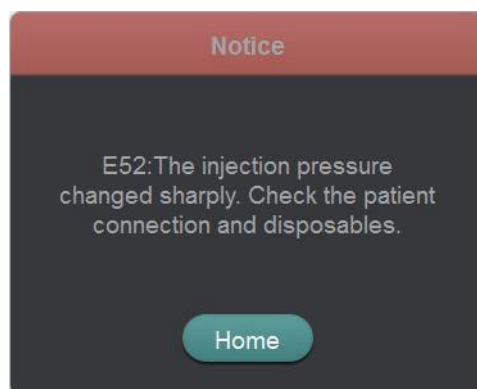 Notice
E52:The injection pressure
changed sharply. Check the patient
connection and disposables.
Home